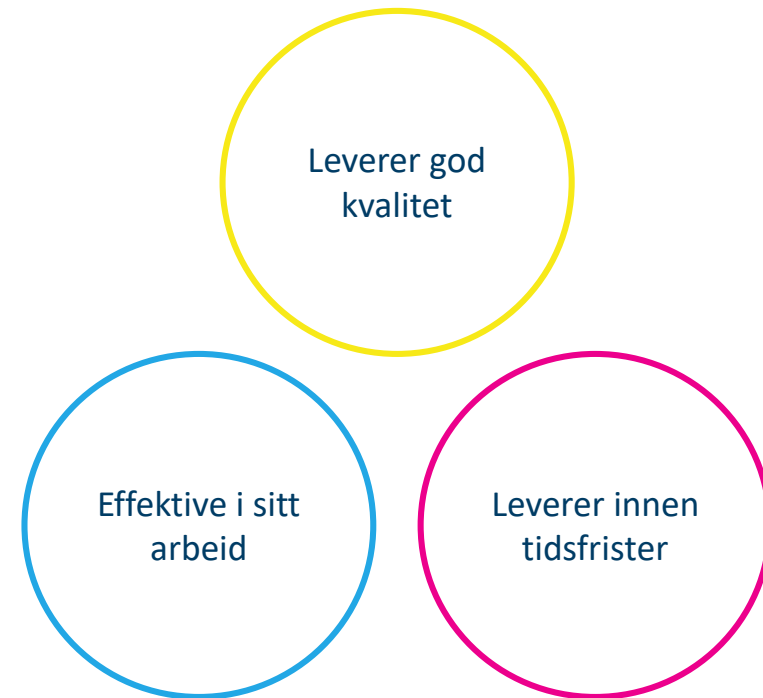 Leverer god
kvalitet
Effektive i sitt
arbeid
Leverer innen
tidsfrister